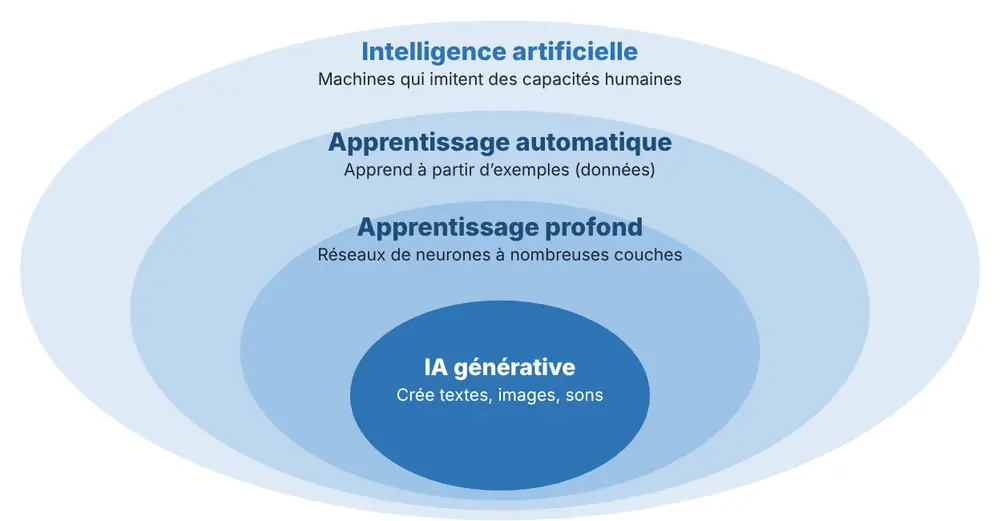 Intelligence artificielle
Machines qui imitent des capacités humaines
Apprentissage automatique
Apprend à partir d’exemples (données)
Apprentissage profond
Réseaux de neurones à nombreuses couches
IA générative
Crée textes, images, sons